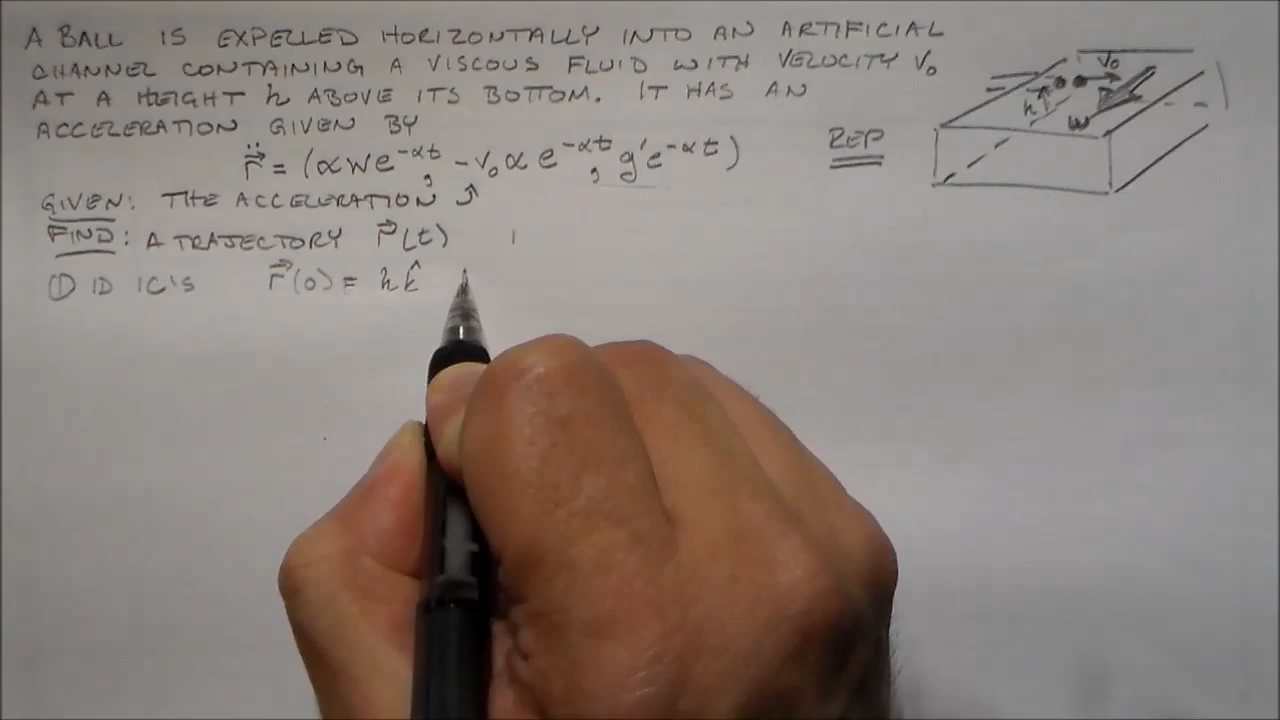 A BALL IS EXPELLED HORIZONTALLY INTO AN ARTIFICIAL
CHANNEL CONTAINING A VISCOUS FLUID WITH VELOCITY V₀
AT A HEIGHT h ABOVE ITS BOTTOM. IT HAS AN
ACCELERATION GIVEN BY
r̈⃗ = (αwe^{-αt}, -v₀αe^{-αt}, g'e^{-αt})
REP
GIVEN: THE ACCELERATION ⤴
FIND: A TRAJECTORY r⃗(t)
① ID IC'S r⃗(0) = hk̂
V₀
h
w